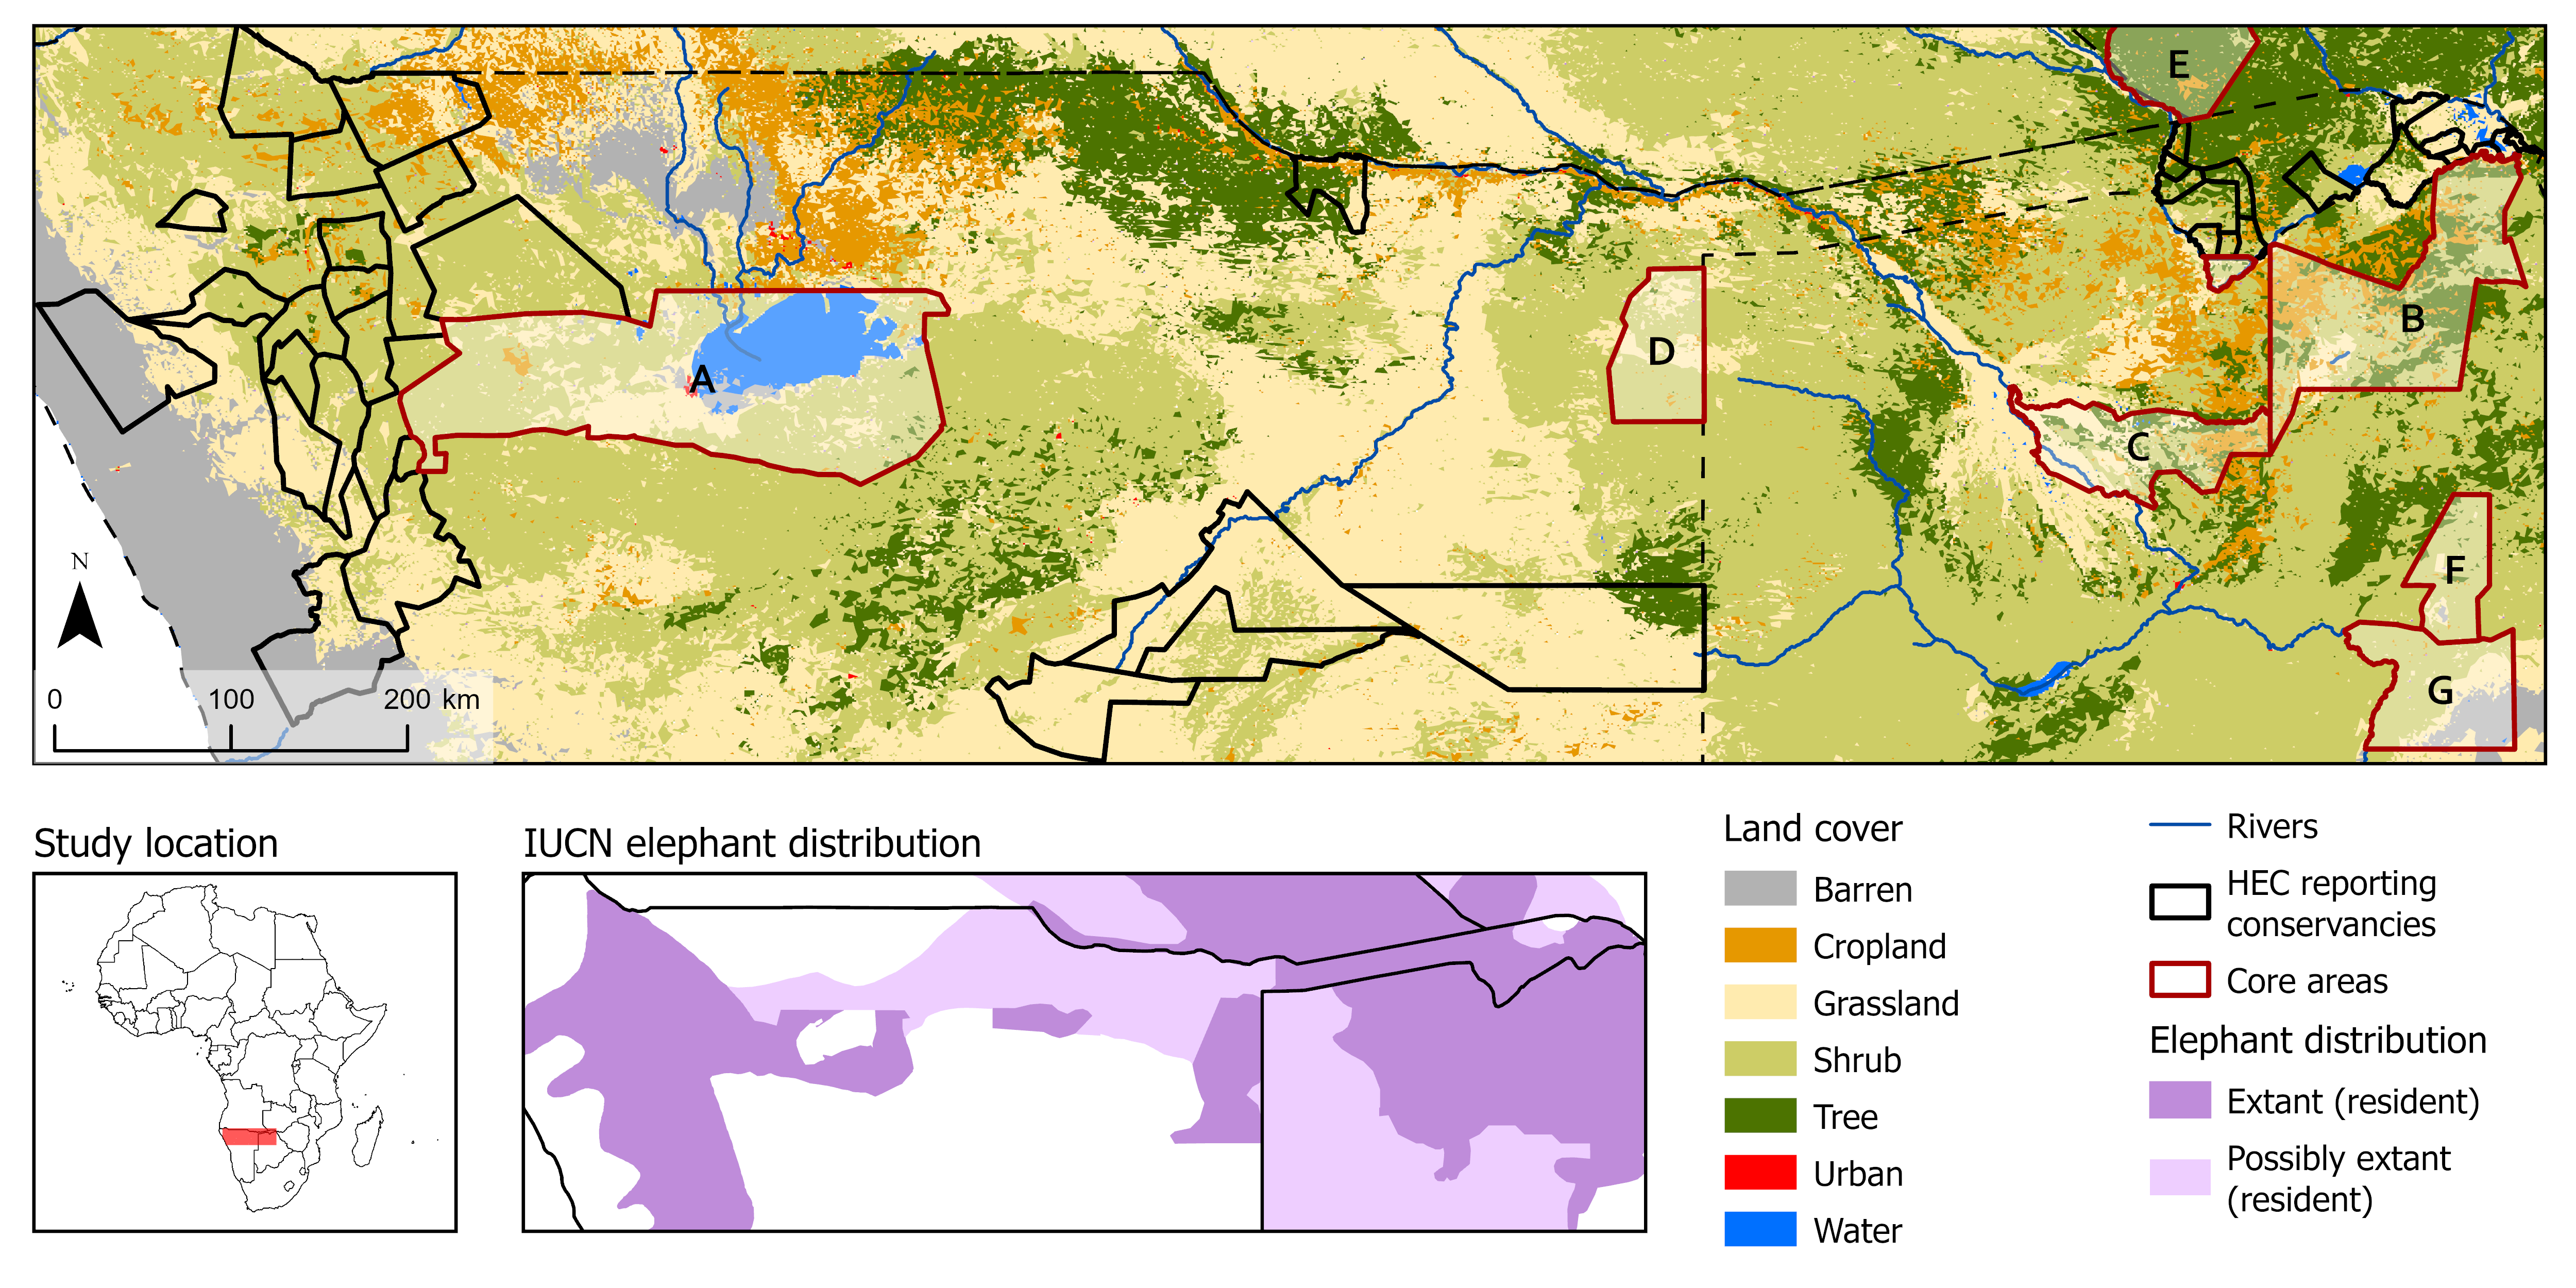 E
B
D
A
C
F
G
N
0 100 200 km
Study location
IUCN elephant distribution
Land cover
Barren
Cropland
Grassland
Shrub
Tree
Urban
Water
Rivers
HEC reporting
conservancies
Core areas
Elephant distribution
Extant (resident)
Possibly extant
(resident)